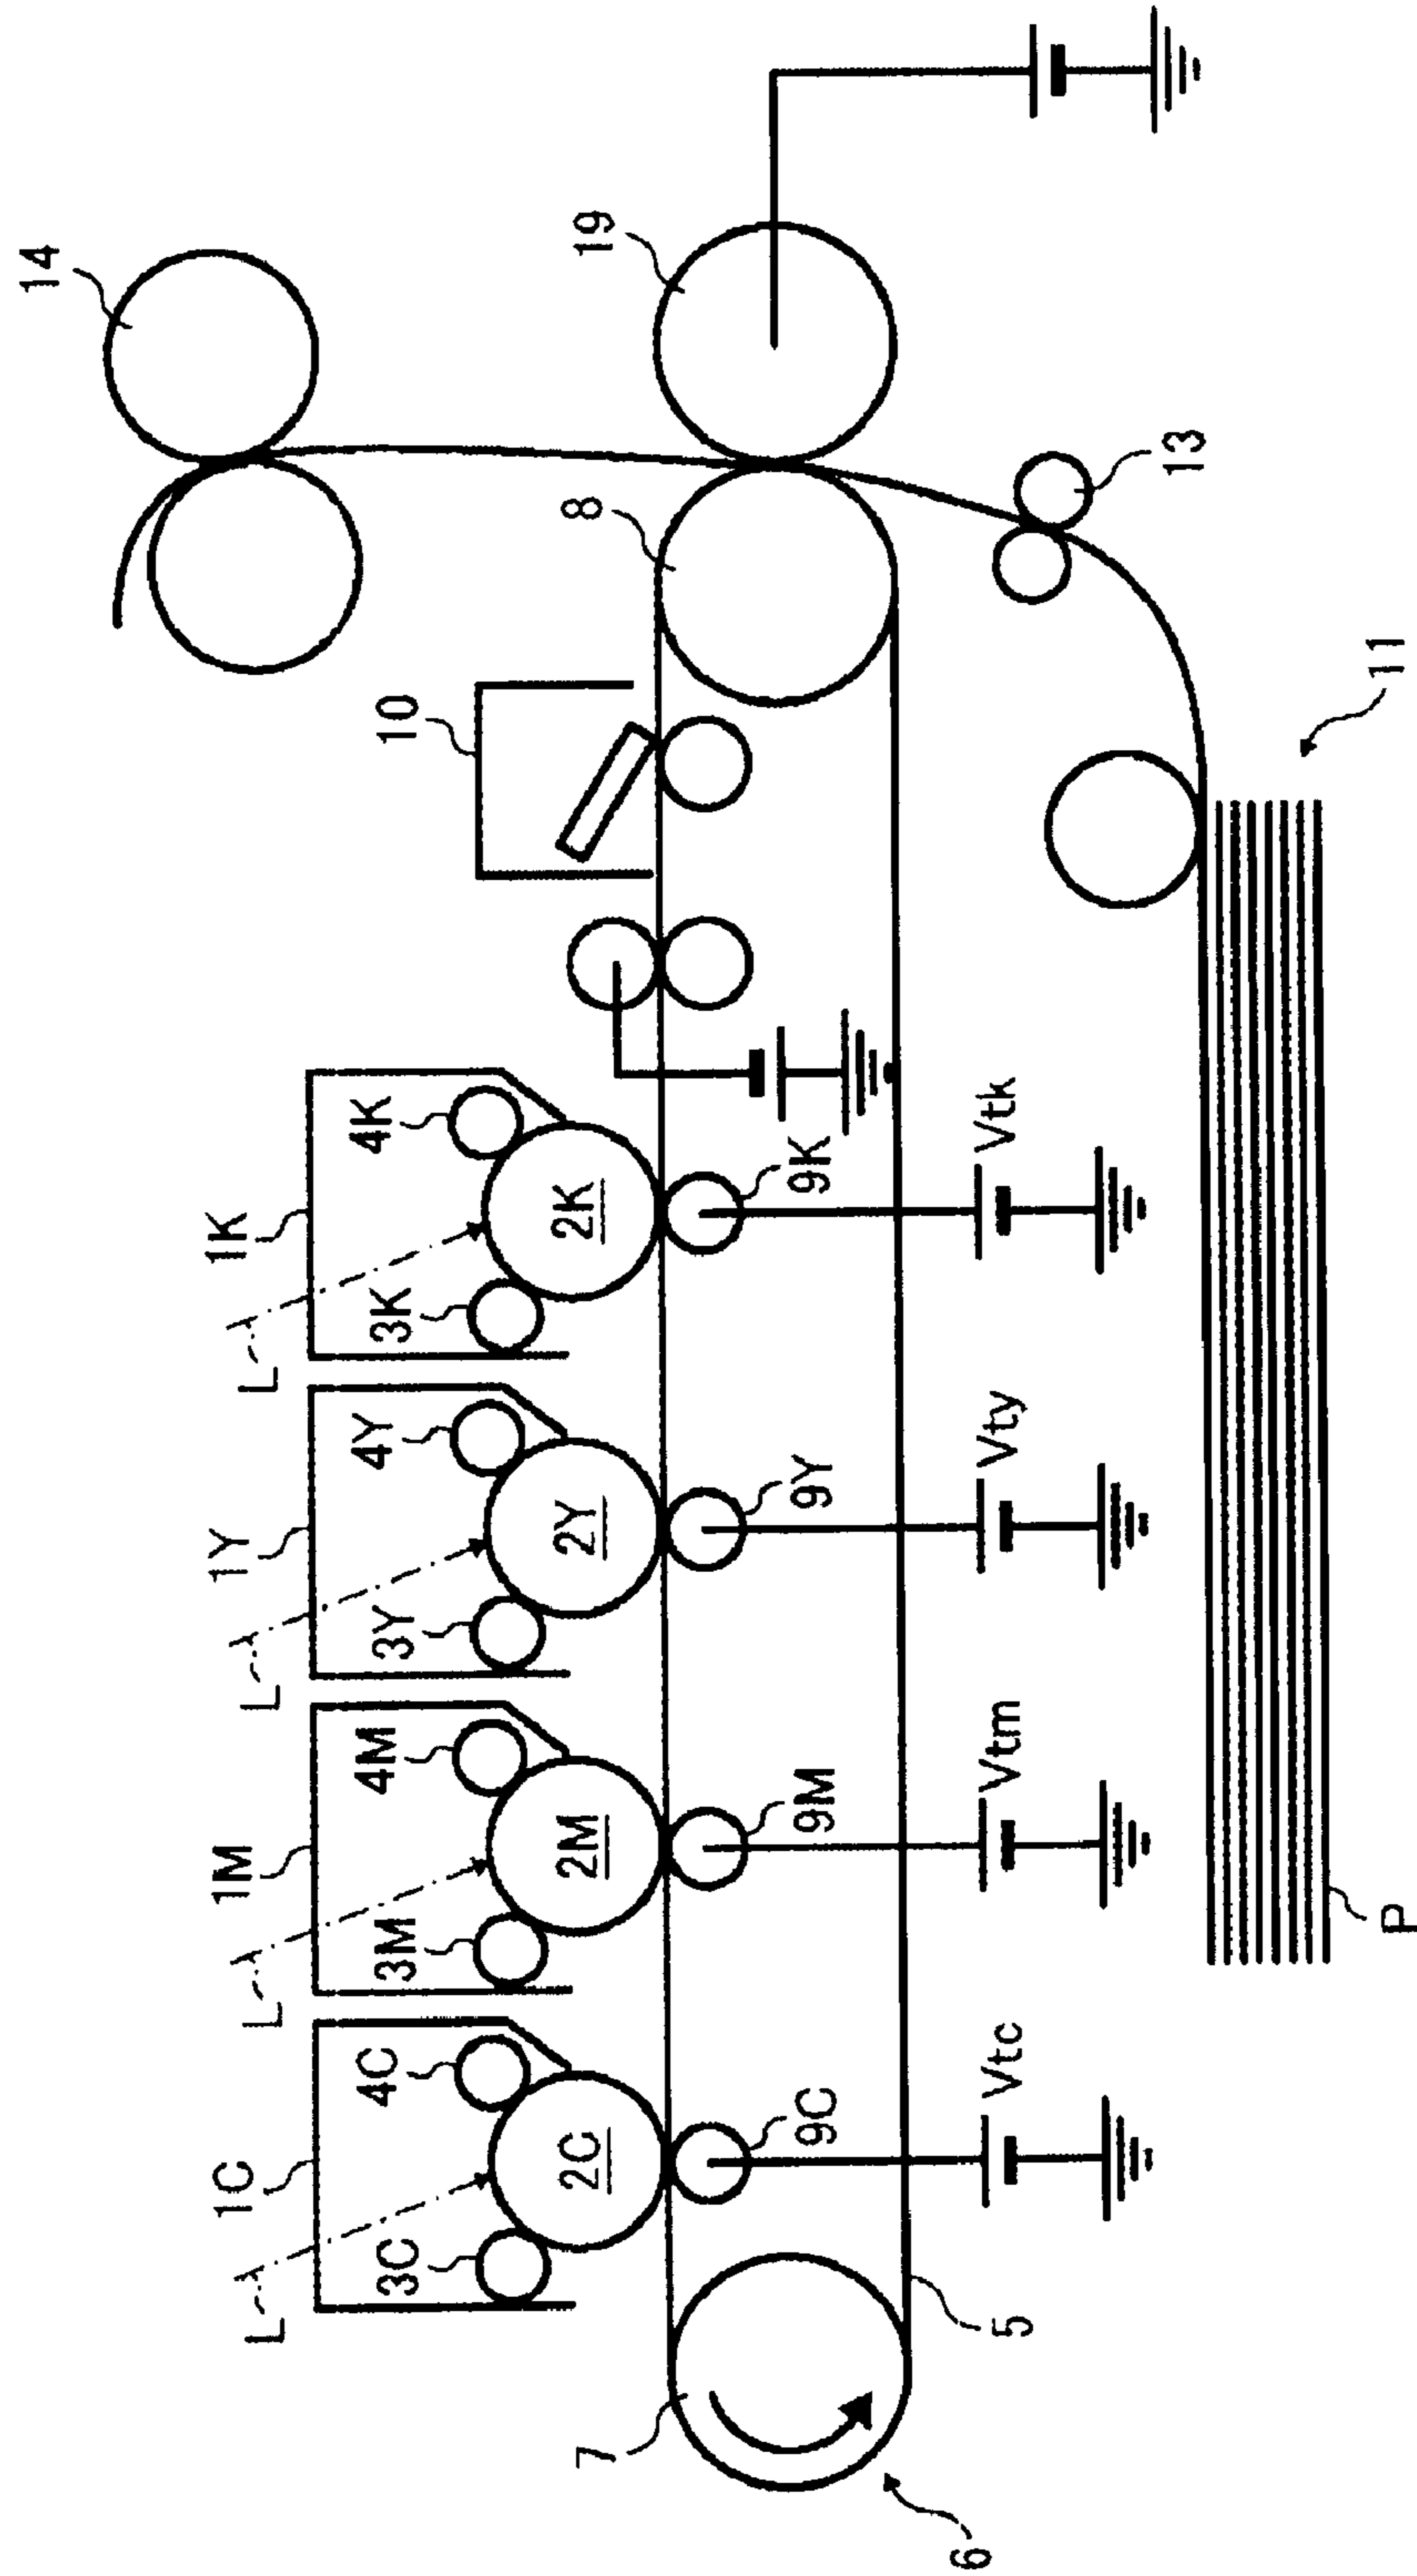 14
1C 1M 1Y 1K
L L L L
3C 4C 3M 4M 3Y 4Y 3K 4K 10
7 2C 2M 2Y 2K 8 19
9C 9M 9Y 9K
6 5 Vtc Vtm Vty Vtk
13
P 11